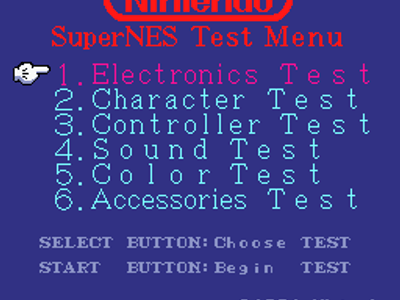 Nintendo
SuperNES Test Menu
1. Electronics Test
2. Character Test
3. Controller Test
4. Sound Test
5. Color Test
6. Accessories Test
SELECT BUTTON: Choose TEST
START BUTTON: Begin TEST